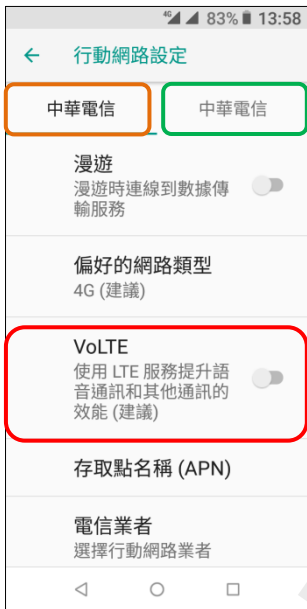 4G 83% 13:58
行動網路設定
中華電信 中華電信
漫遊
漫遊時連線到數據傳
輸服務
偏好的網路類型
4G (建議)
VoLTE
使用 LTE 服務提升語
音通訊和其他通訊的
效能 (建議)
存取點名稱 (APN)
電信業者
選擇行動網路業者